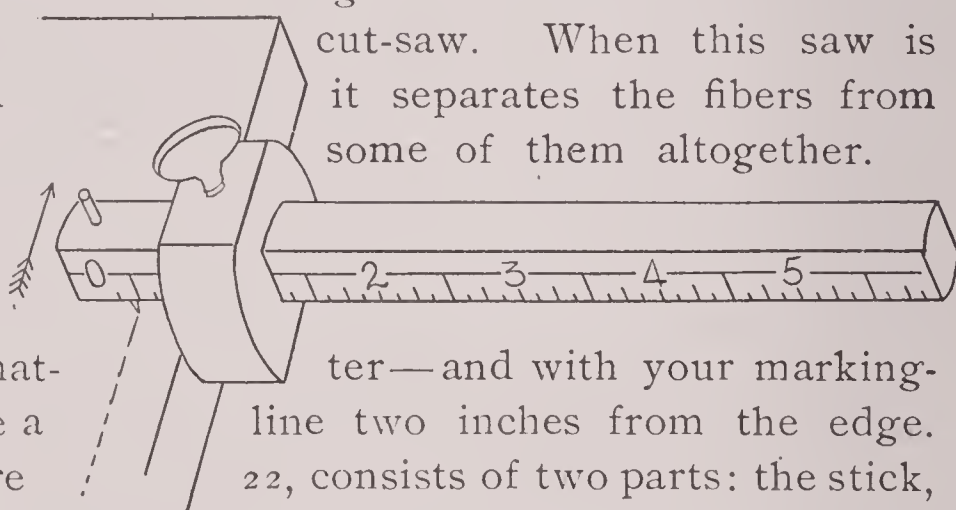 cut-saw. When this saw is
it separates the fibers from
some of them altogether.
0 2 3 4 5
ter—and with your marking-
e a line two inches from the edge.
22, consists of two parts: the stick,